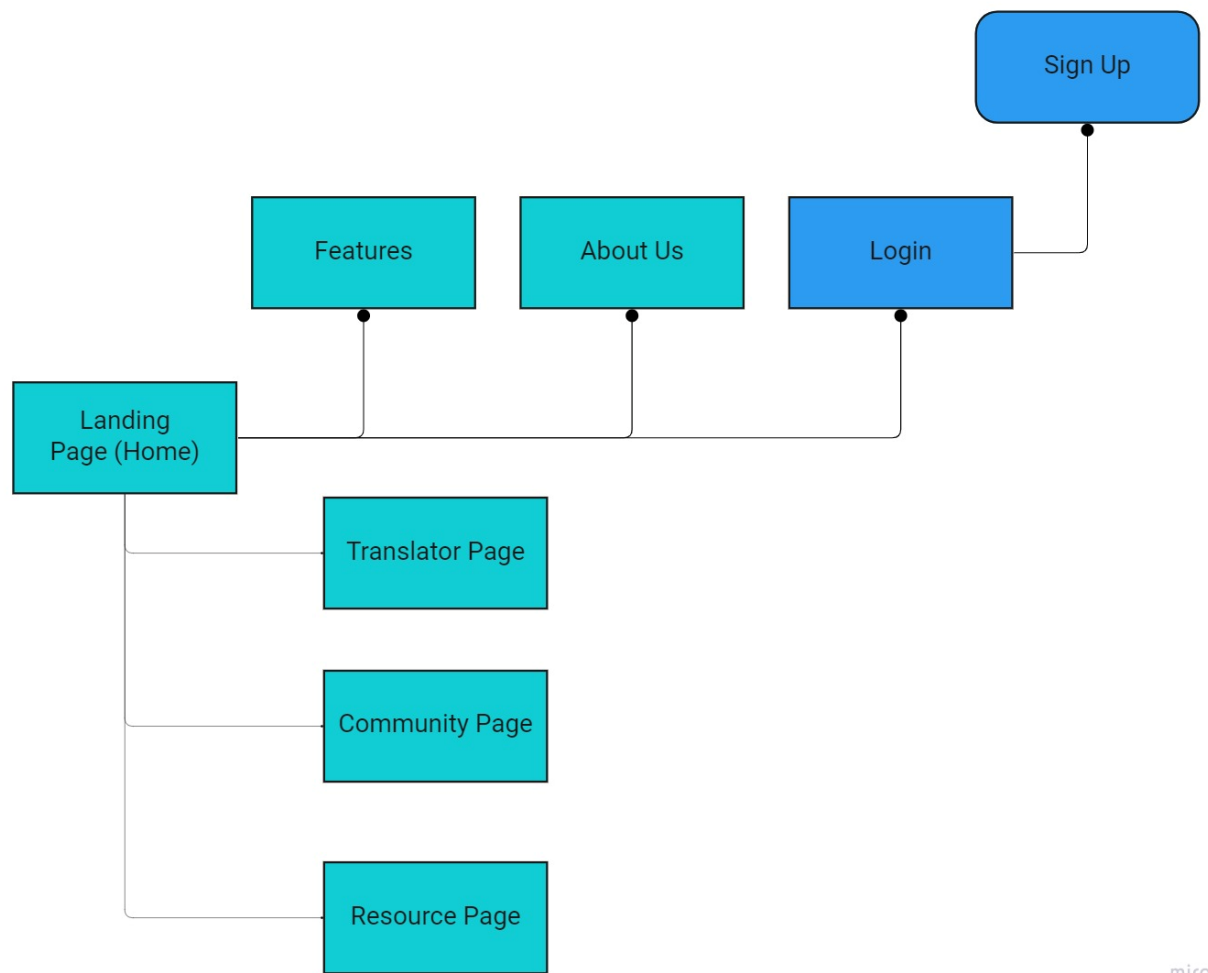 Sign Up
Features
About Us
Login
Landing
Page (Home)
Translator Page
Community Page
Resource Page